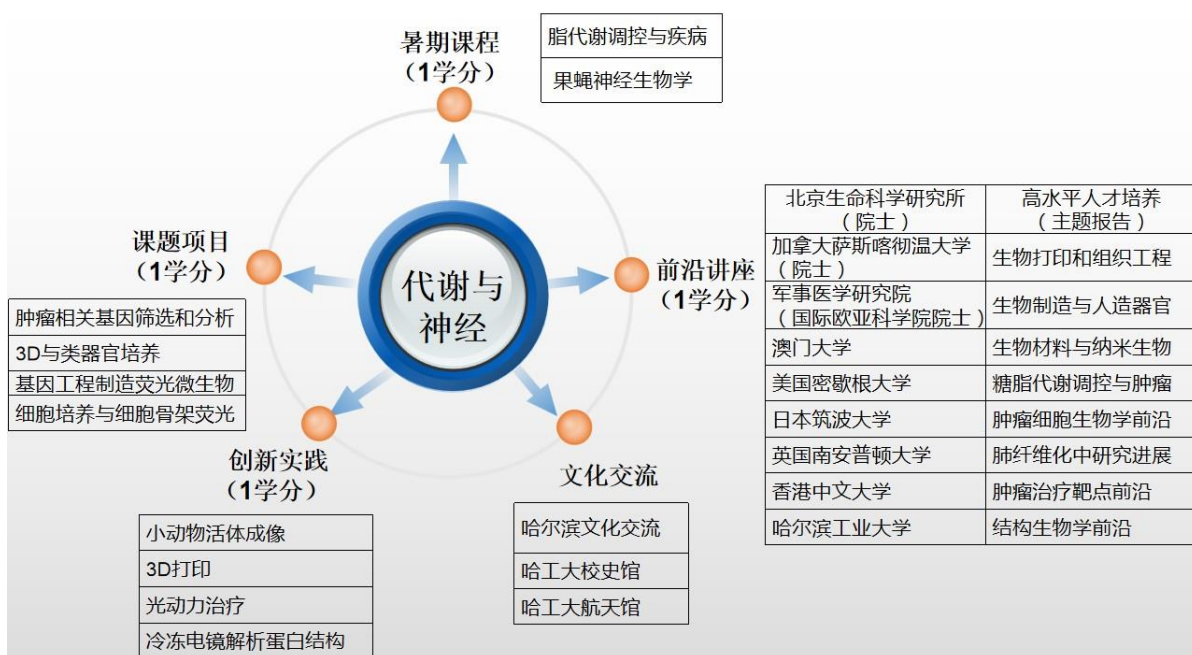 暑期课程
（1学分）
脂代谢调控与疾病
果蝇神经生物学
课题项目
（1学分）
代谢与
神经
前沿讲座
（1学分）
肿瘤相关基因筛选和分析
3D与类器官培养
基因工程制造荧光微生物
细胞培养与细胞骨架荧光
北京生命科学研究所
（院士）
高水平人才培养
（主题报告）
加拿大萨斯喀彻温大学
（院士）
生物打印和组织工程
军事医学研究院
（国际欧亚科学院院士）
生物制造与人造器官
澳门大学
生物材料与纳米生物
美国密歇根大学
糖脂代谢调控与肿瘤
日本筑波大学
肿瘤细胞生物学前沿
英国南安普顿大学
肺纤维化中研究进展
香港中文大学
肿瘤治疗靶点前沿
哈尔滨工业大学
结构生物学前沿
创新实践
（1学分）
小动物活体成像
3D打印
光动力治疗
冷冻电镜解析蛋白结构
文化交流
哈尔滨文化交流
哈工大校史馆
哈工大航天馆